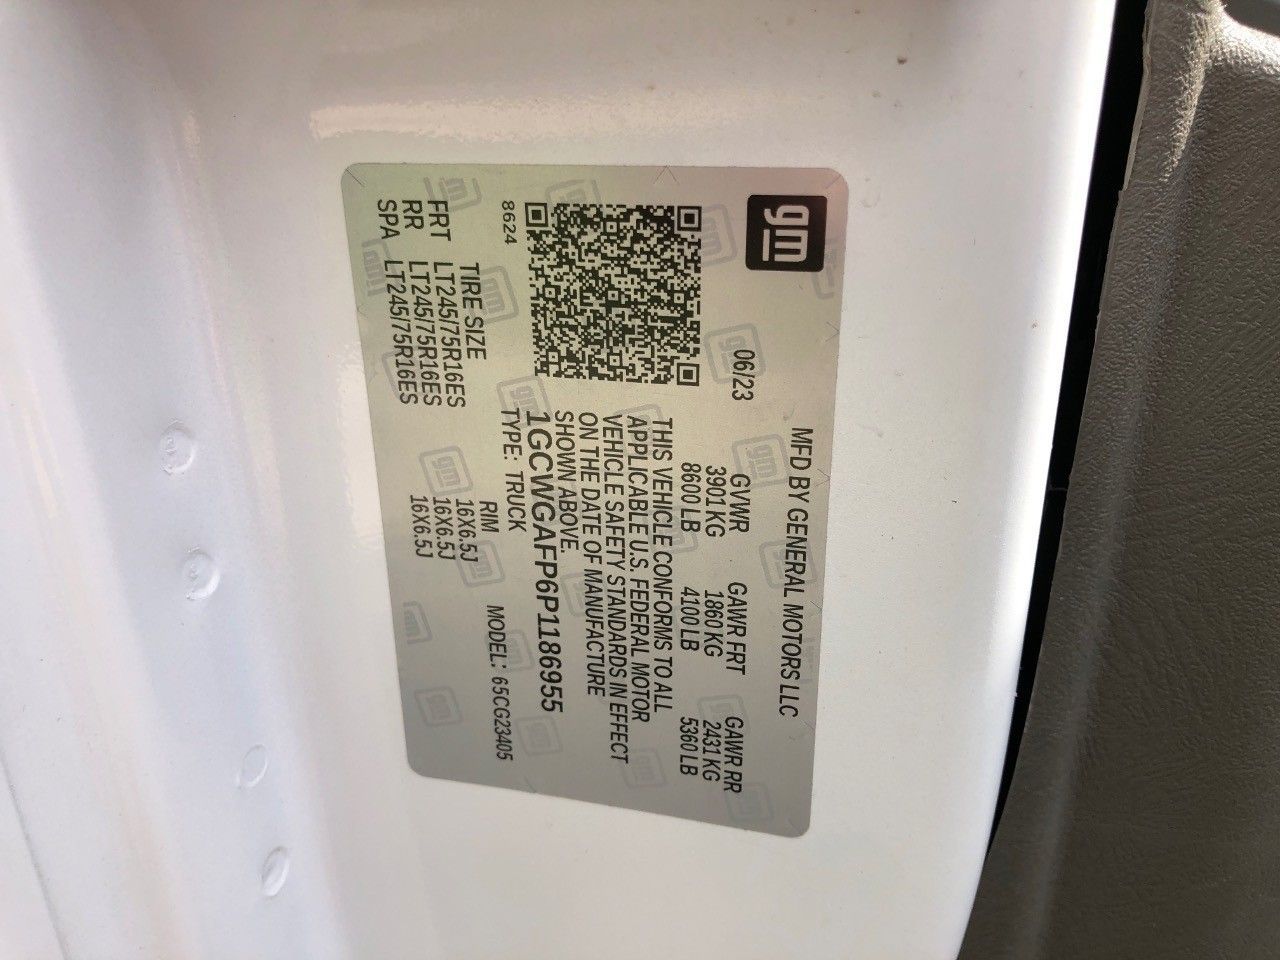 gm
MFD BY GENERAL MOTORS LLC
06/23
GVWR GAWR FRT GAWR RR
3901 KG 1860 KG 2431 KG
8600 LB 4100 LB 5360 LB
THIS VEHICLE CONFORMS TO ALL
APPLICABLE U.S. FEDERAL MOTOR
VEHICLE SAFETY STANDARDS IN EFFECT
ON THE DATE OF MANUFACTURE
SHOWN ABOVE.
1GCWGAFP6P1186955
8624
TYPE: TRUCK MODEL: 65CG23405
TIRE SIZE RIM
FRT LT245/75R16ES 16X6.5J
RR LT245/75R16ES 16X6.5J
SPA LT245/75R16ES 16X6.5J